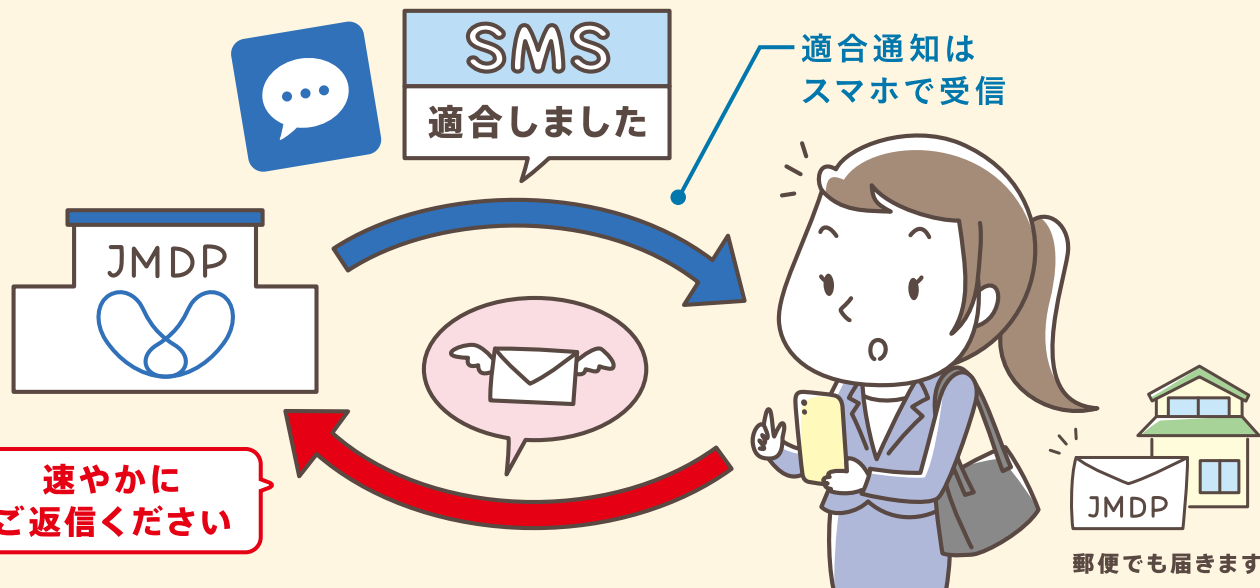 SMS
適合しました
適合通知は
スマホで受信
JMDP
速やかに
ご返信ください
JMDP
郵便でも届きます